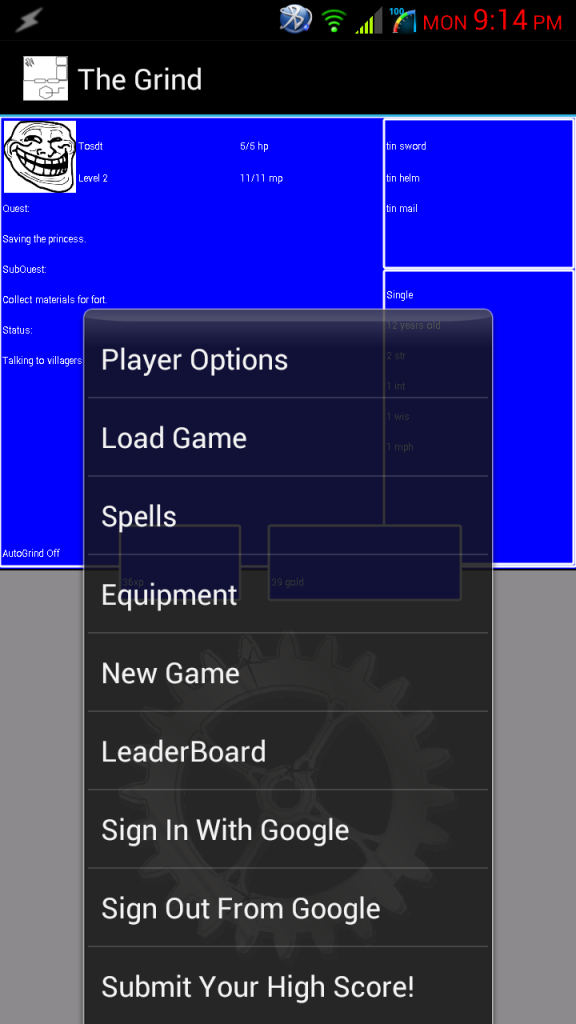 100
MON 9:14 PM
The Grind
Tosdt 5/5 hp
Level 2 11/11 mp
Quest:
Saving the princess.
SubQuest:
Collect materials for fort.
Status:
Talking to villagers
AutoGrind Off
tin sword
tin helm
tin mail
Single
12 years old
2 str
1 int
1 wis
1 mph
36xp
39 gold
Player Options
Load Game
Spells
Equipment
New Game
LeaderBoard
Sign In With Google
Sign Out From Google
Submit Your High Score!